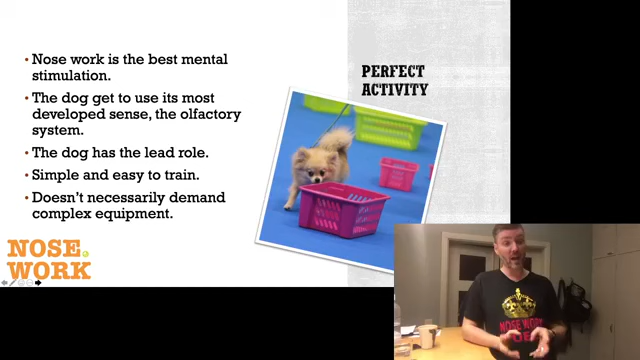 • Nose work is the best mental
stimulation.
• The dog get to use its most
developed sense, the olfactory
system.
• The dog has the lead role.
• Simple and easy to train.
• Doesn't necessarily demand
complex equipment.
PERFECT
ACTIVITY
NOSE
WORK
NOSE WORK